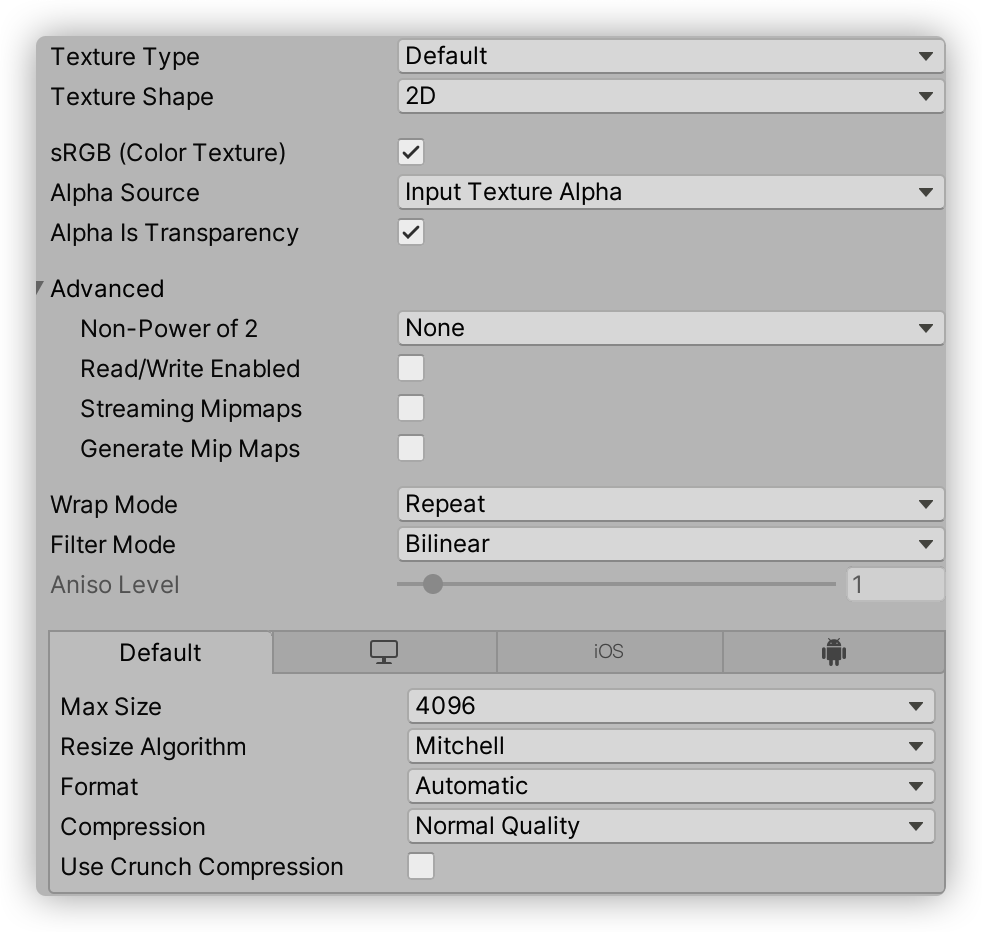 Texture Type Default
Texture Shape 2D
sRGB (Color Texture)
Alpha Source Input Texture Alpha
Alpha Is Transparency
Advanced
Non-Power of 2 None
Read/Write Enabled
Streaming Mipmaps
Generate Mip Maps
Wrap Mode Repeat
Filter Mode Bilinear
Aniso Level 1
Default iOS
Max Size 4096
Resize Algorithm Mitchell
Format Automatic
Compression Normal Quality
Use Crunch Compression